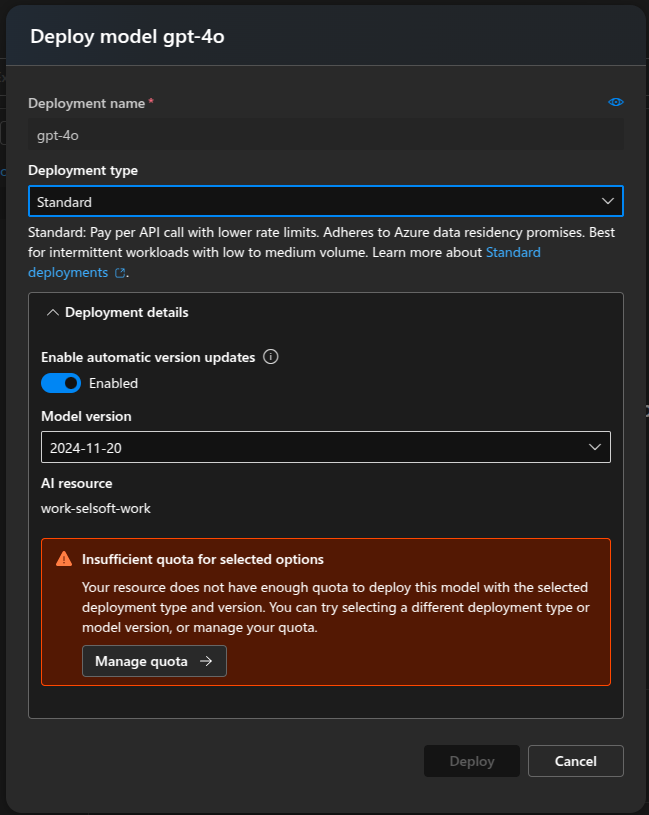 Deploy model gpt-4o
Deployment name *
gpt-4o
Deployment type
Standard
Standard: Pay per API call with lower rate limits. Adheres to Azure data residency promises. Best
for intermittent workloads with low to medium volume. Learn more about Standard
deployments.
Deployment details
Enable automatic version updates
Enabled
Model version
2024-11-20
AI resource
work-selsoft-work
Insufficient quota for selected options
Your resource does not have enough quota to deploy this model with the selected
deployment type and version. You can try selecting a different deployment type or
model version, or manage your quota.
Manage quota
Deploy
Cancel